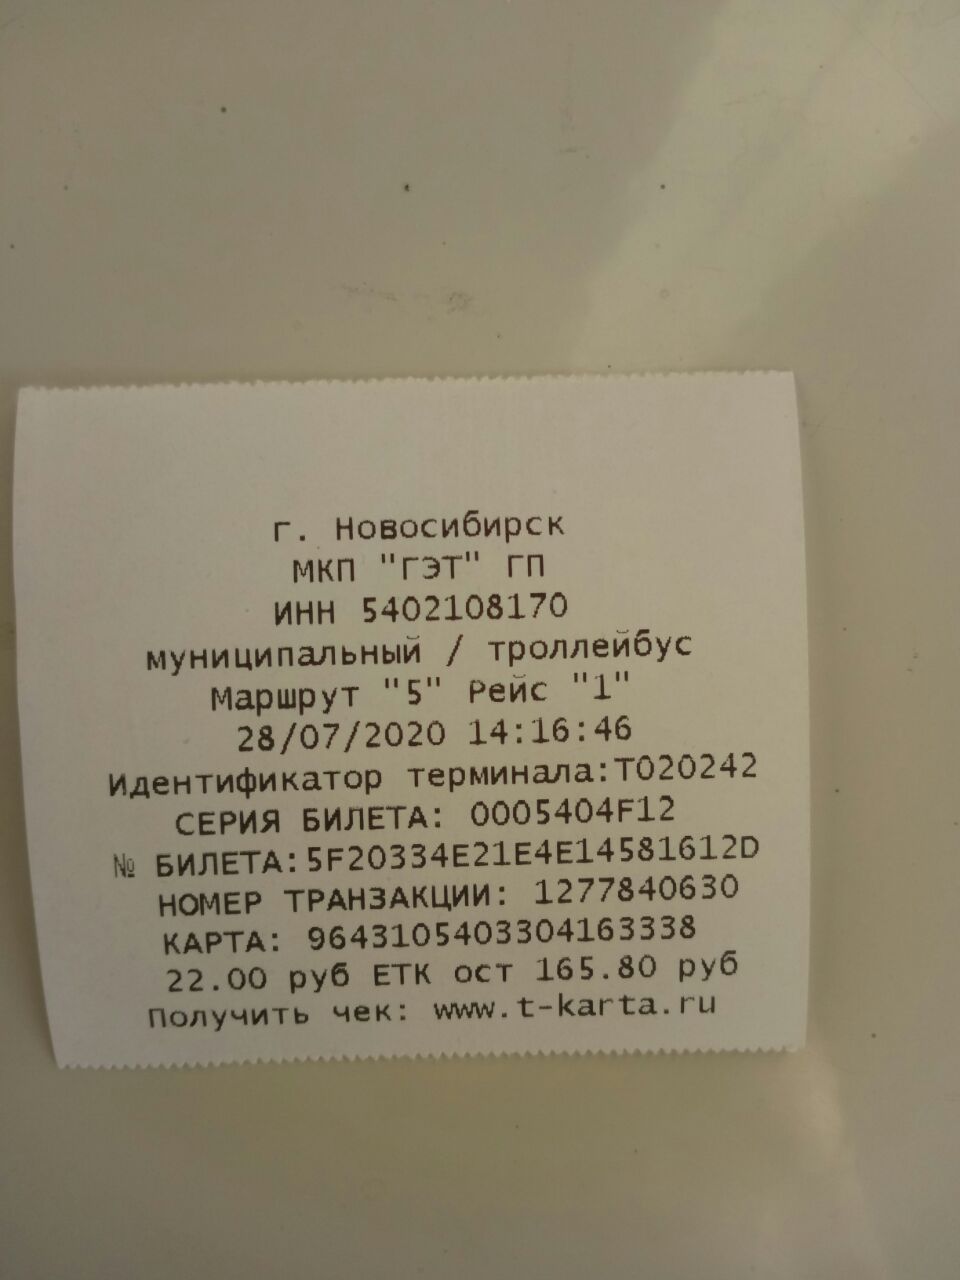 г. Новосибирск
МКП "ГЭТ" ГП
ИНН 5402108170
муниципальный / троллейбус
Маршрут "5" Рейс "1"
28/07/2020 14:16:46
Идентификатор терминала:T020242
СЕРИЯ БИЛЕТА: 0005404F12
№ БИЛЕТА:5F20334E21E4E14581612D
НОМЕР ТРАНЗАКЦИИ: 1277840630
КАРТА: 9643105403304163338
22.00 руб ЕТК ост 165.80 руб
Получить чек: www.t-karta.ru